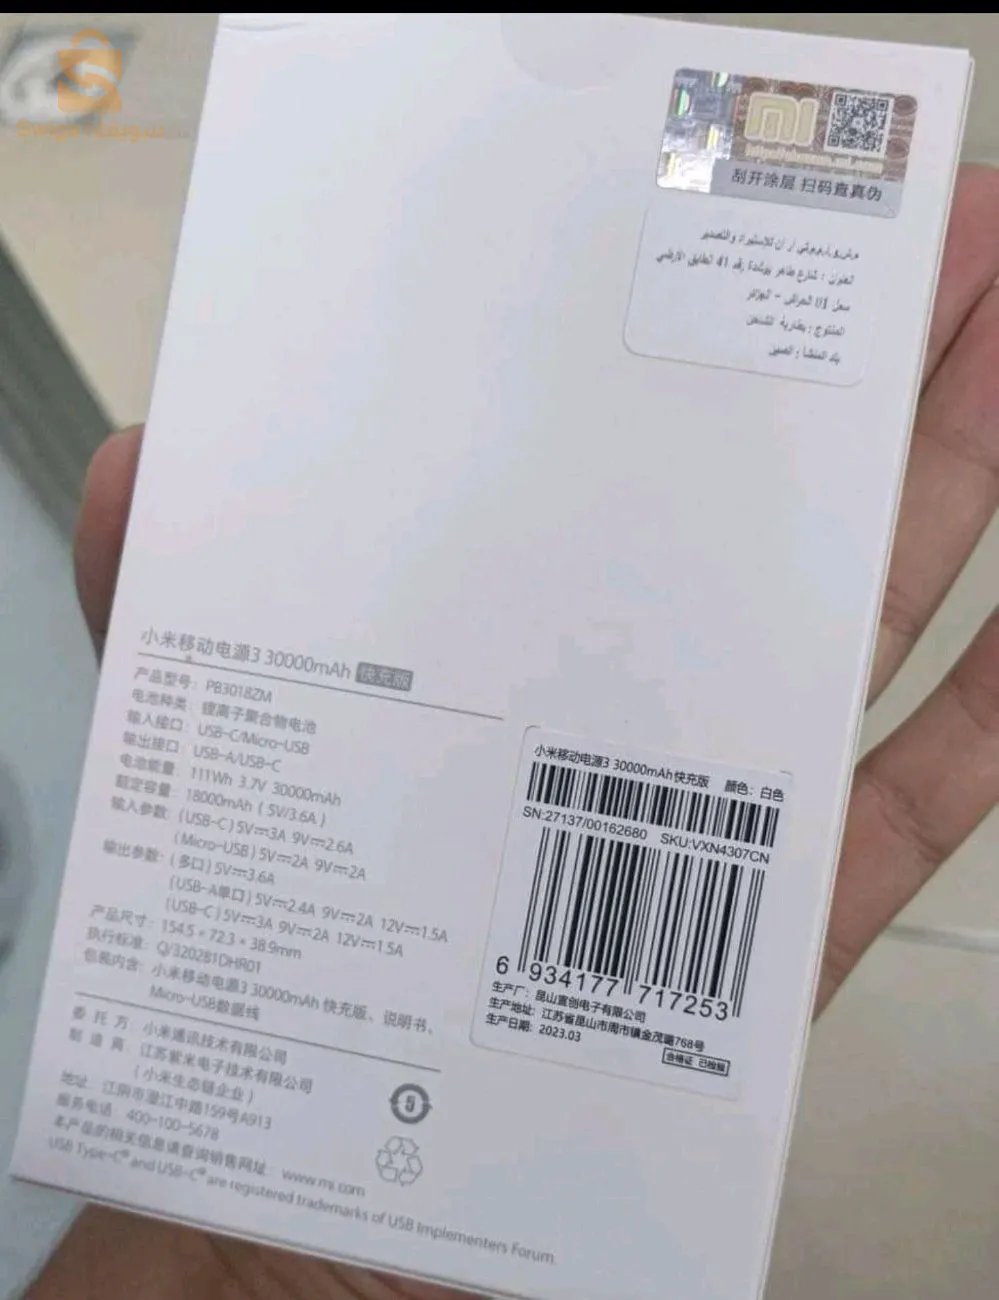 سويقة
MI
刮开涂层 扫码查真伪
للإستيراد والتصدير
العنوان : شارع طاهر بوشدة رقم 41 الطابق الأرضي
محل 01 - الجزائر
المنتوج : بطارية الشحن
بلد المنشأ : الصين
小米移动电源3 30000mAh 快充版
产品型号: PB3018ZM
电池种类: 锂离子聚合物电池
输入接口: USB-C/Micro-USB
输出接口: USB-A/USB-C
电池能量: 111Wh 3.7V 30000mAh
额定容量: 18000mAh ( 5V/3.6A )
输入参数: (USB-C) 5V⎓3A 9V⎓2.6A
(Micro-USB) 5V⎓2A 9V⎓2A
输出参数: (多口) 5V⎓3.6A
(USB-A单口) 5V⎓2.4A 9V⎓2A 12V⎓1.5A
(USB-C) 5V⎓3A 9V⎓2A 12V⎓1.5A
产品尺寸: 154.5 * 72.3 * 38.9mm
执行标准: Q/320281DHR01
包装内含: 小米移动电源3 30000mAh 快充版、说明书、
Micro-USB数据线
委 托 方: 小米通讯技术有限公司
制 造 商: 江苏紫米电子技术有限公司
(小米生态链企业)
地址: 江阴市澄江中路159号A913
服务电话: 400-100-5678
本产品的相关信息请查询销售网址: www.mi.com
USB Type-C® and USB-C® are registered trademarks of USB Implementers Forum
5
小米移动电源3 30000mAh 快充版 颜色: 白色
SN:27137/00162680 SKU:VXN4307CN
6 934177 717253
生产厂: 昆山置创电子有限公司
生产地址: 江苏省昆山市周市镇金茂路768号
生产日期: 2023.03
合格证 已检验